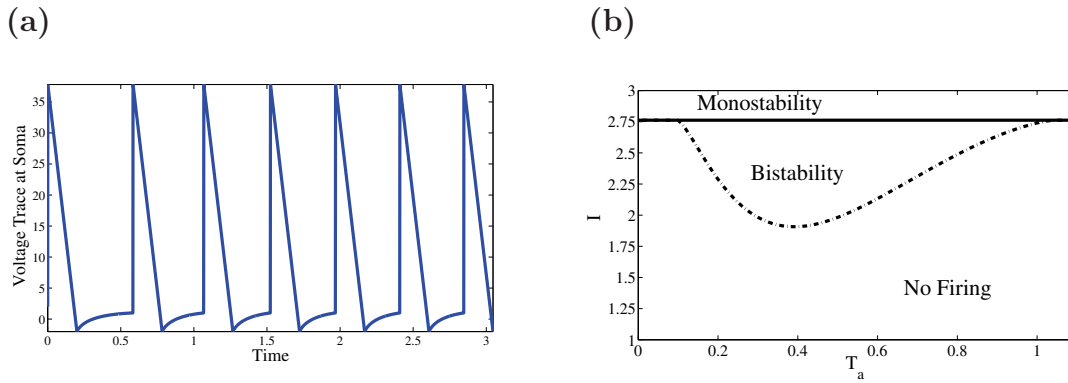 (a)
(b)
Voltage Trace at Soma
35
30
25
20
15
10
5
0
0 0.5 1 1.5 2 2.5 3
Time
I
3
2.75
2.5
2.25
2
1.75
1.5
1.25
1
Monostability
Bistability
No Firing
0 0.2 0.4 0.6 0.8 1
T_a